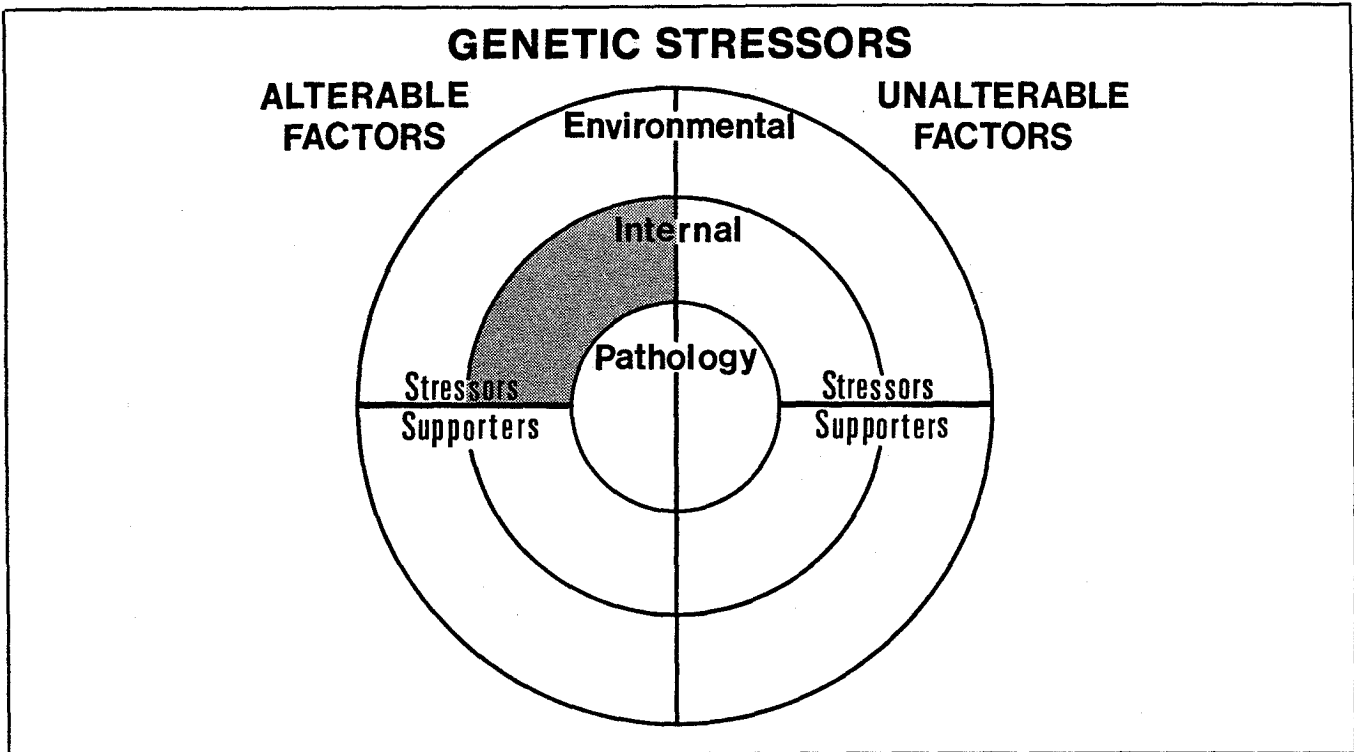 GENETIC STRESSORS
ALTERABLE
FACTORS
UNALTERABLE
FACTORS
Environmental
Internal
Pathology
Stressors
Supporters
Stressors
Supporters